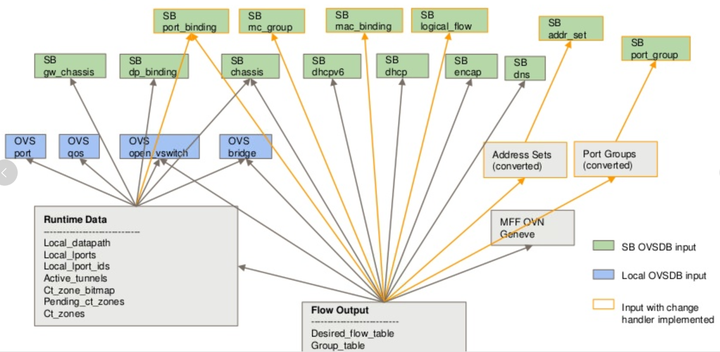 SB
port_binding
SB
mc_group
SB
mac_binding
SB
logical_flow
SB
addr_set
SB
port_group
SB
gw_chassis
SB
dp_binding
SB
chassis
SB
dhcpv6
SB
dhcp
SB
encap
SB
dns
OVS
port
OVS
qos
OVS
open_vswitch
OVS
bridge
Address Sets
(converted)
Port Groups
(converted)
Runtime Data
------------------------------
Local_datapath
Local_lports
Local_lport_ids
Active_tunnels
Ct_zone_bitmap
Pending_ct_zones
Ct_zones
MFF OVN
Geneve
SB OVSDB input
Local OVSDB input
Input with change
handler implemented
Flow Output
---------------------------
Desired_flow_table
Group_table